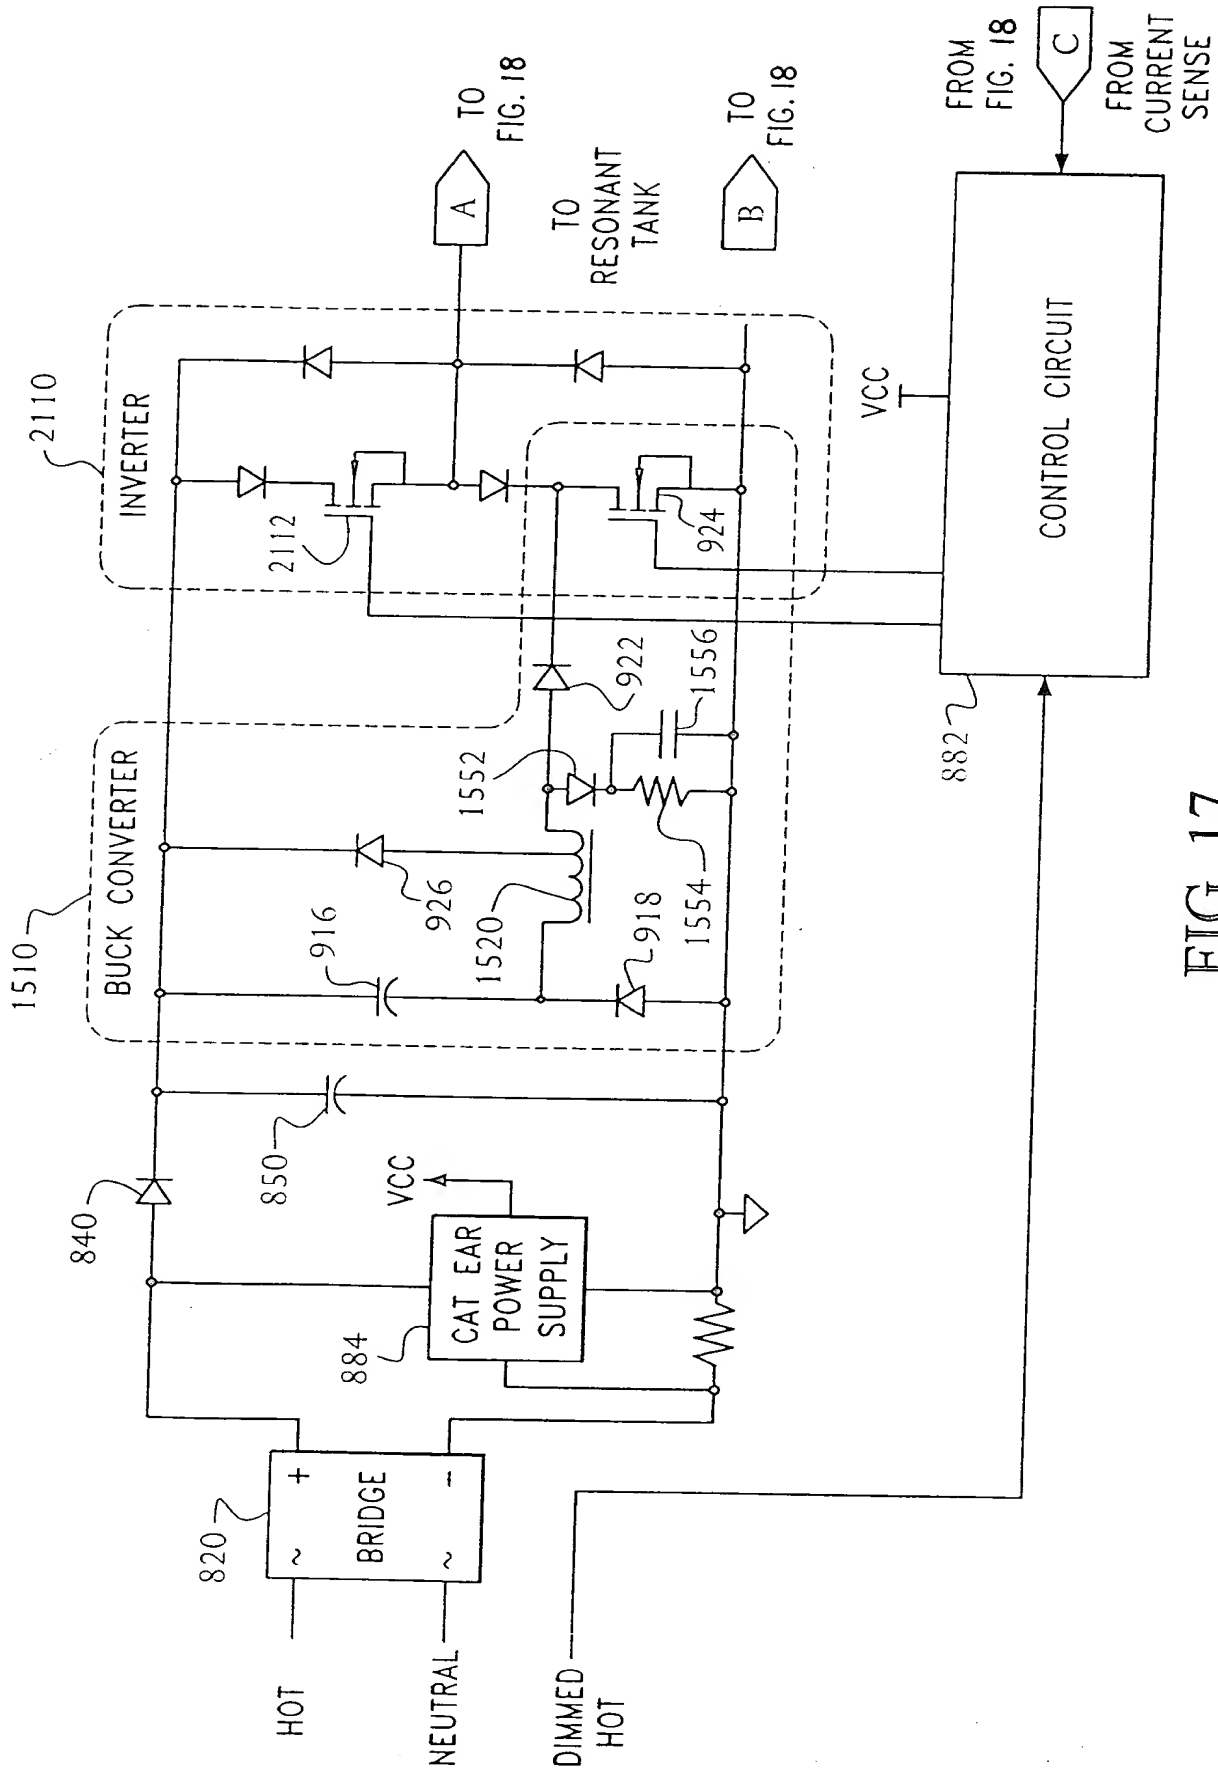 1510
BUCK CONVERTER
2110
INVERTER
840
850
916
926
1520
918
1552
1554
922
1556
2112
924
A
TO
FIG. 18
TO
RESONANT
TANK
B
TO
FIG. 18
820
~
+
BRIDGE
~
−
HOT
NEUTRAL
DIMMED
HOT
884
CAT EAR
POWER
SUPPLY
VCC
VCC
882
CONTROL CIRCUIT
FROM
FIG. 18
C
FROM
CURRENT
SENSE
FIG. 17